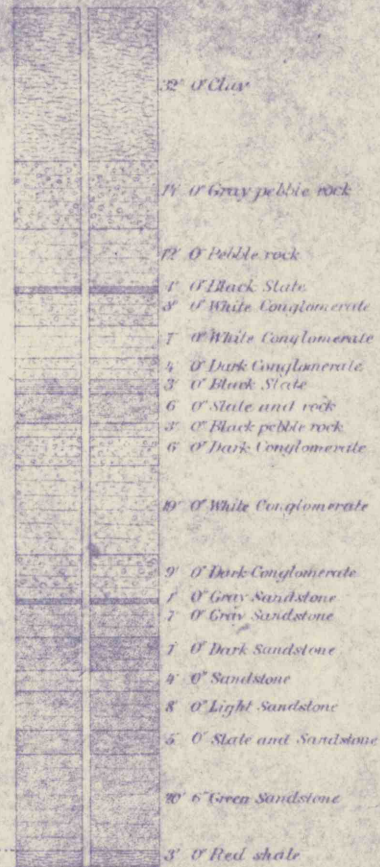 32' 0" Clay
14' 0" Gray pebble rock
12' 0" Pebble rock
1' 0" Black Slate
8' 0" White Conglomerate
7' 0" White Conglomerate
4' 0" Dark Conglomerate
3' 0" Black Slate
6' 0" Slate and rock
3' 0" Black pebble rock
6' 0" Dark Conglomerate
19' 0" White Conglomerate
9' 0" Dark Conglomerate
1' 0" Gray Sandstone
7' 0" Gray Sandstone
7' 0" Dark Sandstone
4' 0" Sandstone
8' 0" Light Sandstone
5' 0" Slate and Sandstone
20' 6" Green Sandstone
3' 0" Red shale